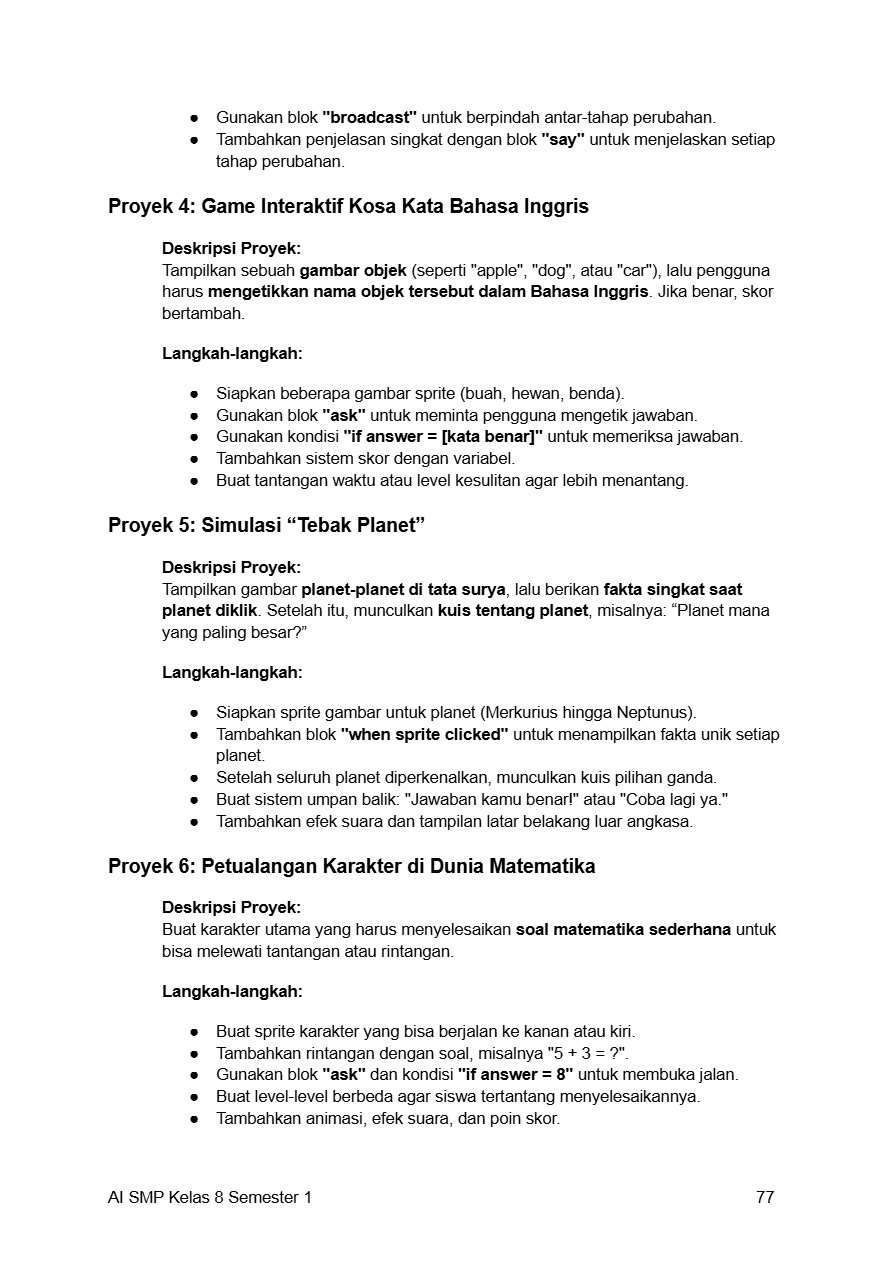 ● Gunakan blok "broadcast" untuk berpindah antar-tahap perubahan.
● Tambahkan penjelasan singkat dengan blok "say" untuk menjelaskan setiap
tahap perubahan.
Proyek 4: Game Interaktif Kosa Kata Bahasa Inggris
Deskripsi Proyek:
Tampilkan sebuah gambar objek (seperti "apple", "dog", atau "car"), lalu pengguna
harus mengetikkan nama objek tersebut dalam Bahasa Inggris. Jika benar, skor
bertambah.
Langkah-langkah:
● Siapkan beberapa gambar sprite (buah, hewan, benda).
● Gunakan blok "ask" untuk meminta pengguna mengetik jawaban.
● Gunakan kondisi "if answer = [kata benar]" untuk memeriksa jawaban.
● Tambahkan sistem skor dengan variabel.
● Buat tantangan waktu atau level kesulitan agar lebih menantang.
Proyek 5: Simulasi “Tebak Planet”
Deskripsi Proyek:
Tampilkan gambar planet-planet di tata surya, lalu berikan fakta singkat saat
planet diklik. Setelah itu, munculkan kuis tentang planet, misalnya: “Planet mana
yang paling besar?”
Langkah-langkah:
● Siapkan sprite gambar untuk planet (Merkurius hingga Neptunus).
● Tambahkan blok "when sprite clicked" untuk menampilkan fakta unik setiap
planet.
● Setelah seluruh planet diperkenalkan, munculkan kuis pilihan ganda.
● Buat sistem umpan balik: "Jawaban kamu benar!" atau "Coba lagi ya."
● Tambahkan efek suara dan tampilan latar belakang luar angkasa.
Proyek 6: Petualangan Karakter di Dunia Matematika
Deskripsi Proyek:
Buat karakter utama yang harus menyelesaikan soal matematika sederhana untuk
bisa melewati tantangan atau rintangan.
Langkah-langkah:
● Buat sprite karakter yang bisa berjalan ke kanan atau kiri.
● Tambahkan rintangan dengan soal, misalnya "5 + 3 = ?".
● Gunakan blok "ask" dan kondisi "if answer = 8" untuk membuka jalan.
● Buat level-level berbeda agar siswa tertantang menyelesaikannya.
● Tambahkan animasi, efek suara, dan poin skor.
AI SMP Kelas 8 Semester 1 77